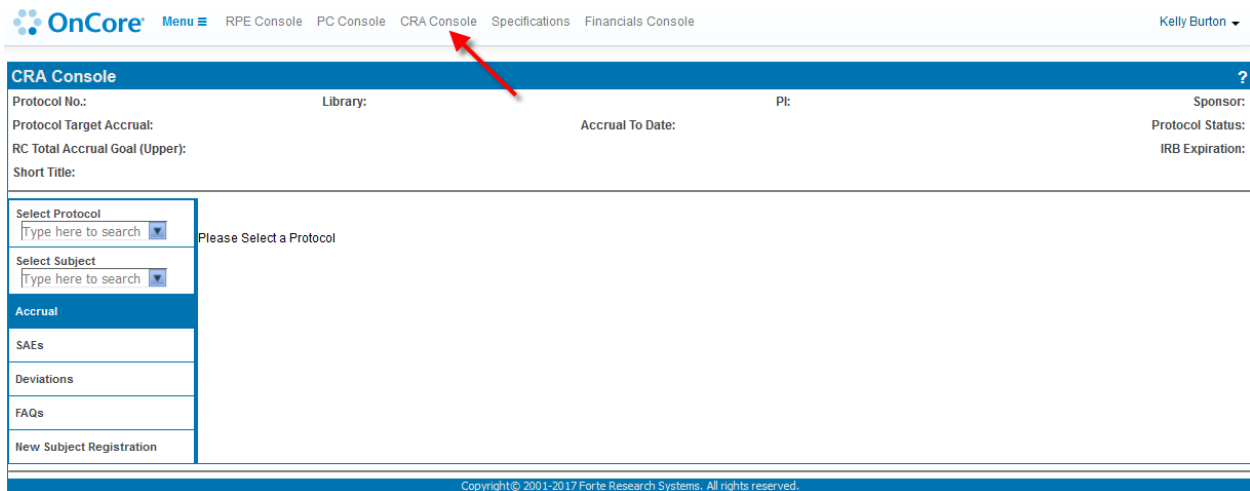 OnCore Menu ≡ RPE Console PC Console CRA Console Specifications Financials Console Kelly Burton
CRA Console ?
Protocol No.: Library: PI: Sponsor:
Protocol Target Accrual: Accrual To Date: Protocol Status:
RC Total Accrual Goal (Upper): IRB Expiration:
Short Title:
Select Protocol
Type here to search
Please Select a Protocol
Select Subject
Type here to search
Accrual
SAEs
Deviations
FAQs
New Subject Registration
Copyright© 2001-2017 Forte Research Systems. All rights reserved.